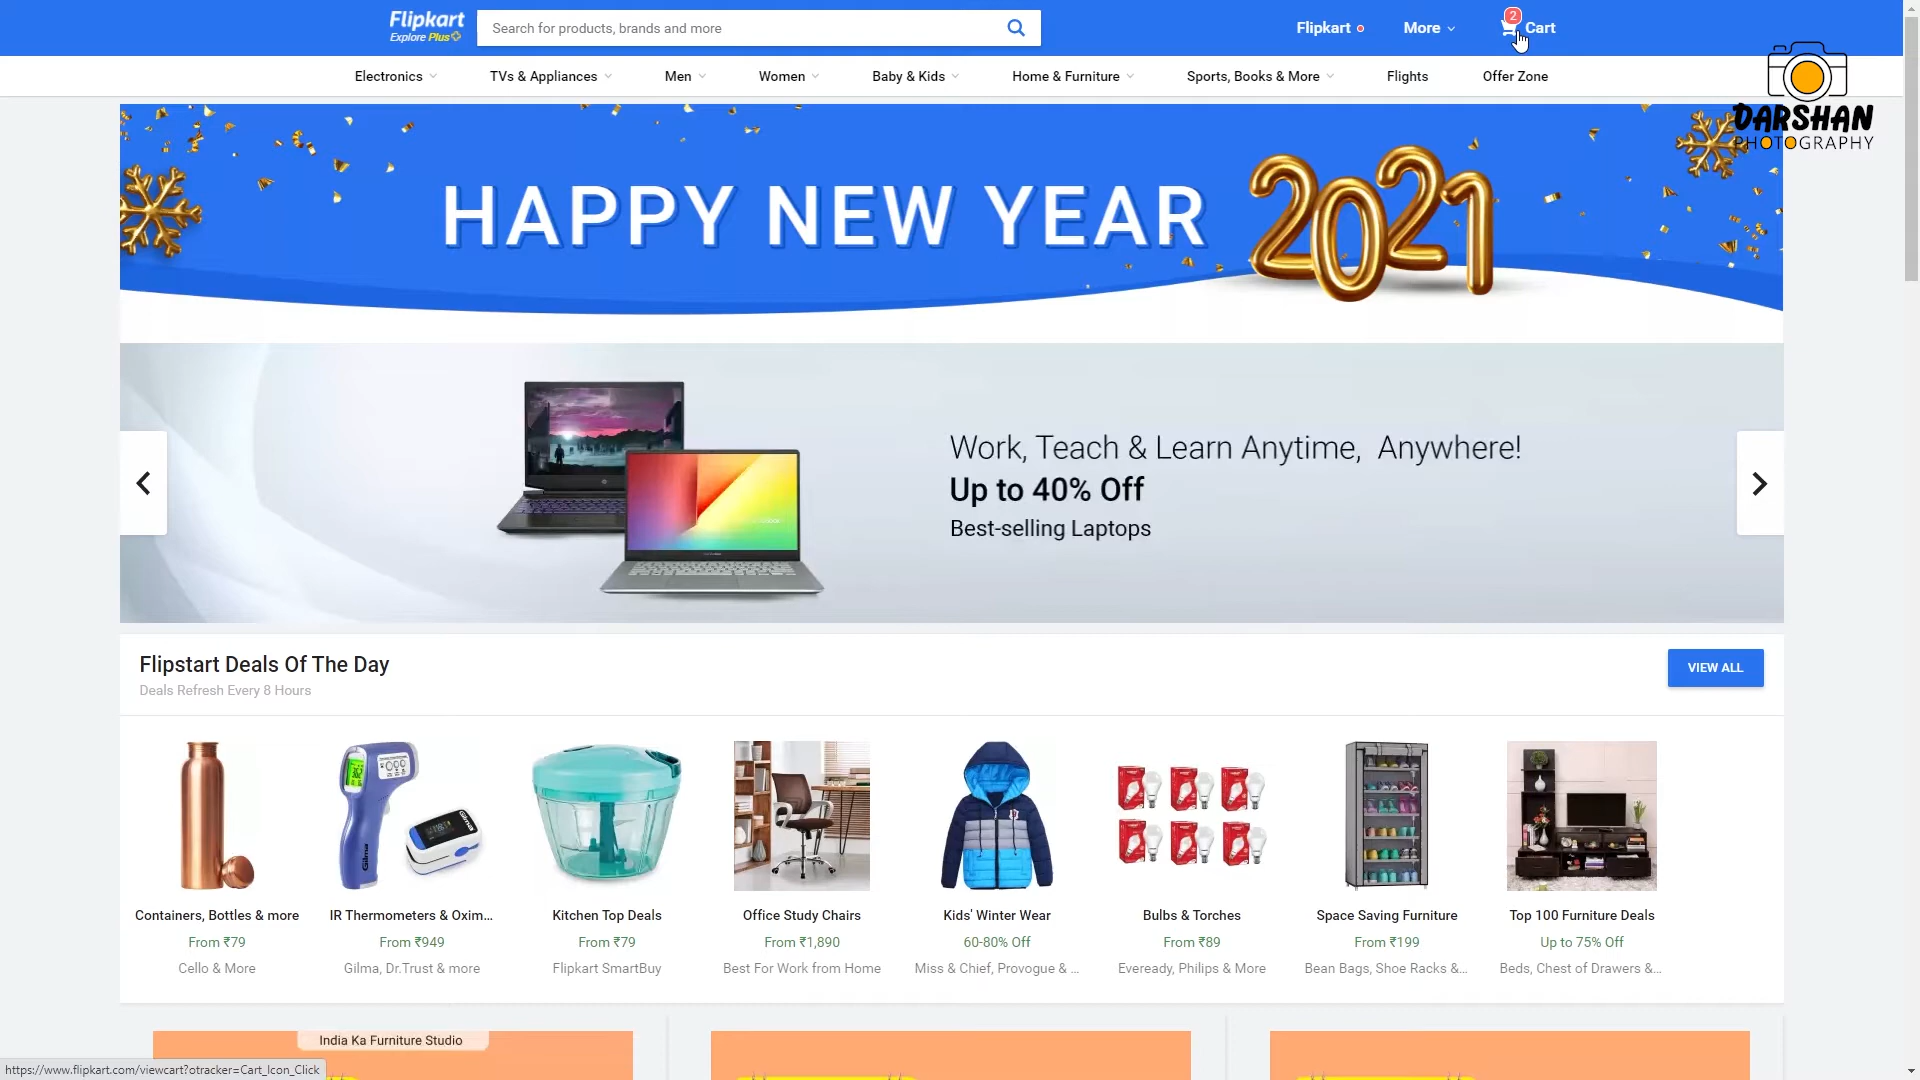 Flipkart
Explore Plus
Search for products, brands and more
Flipkart
More
2
Cart
Electronics
TVs & Appliances
Men
Women
Baby & Kids
Home & Furniture
Sports, Books & More
Flights
Offer Zone
DARSHAN
PHOTOGRAPHY
HAPPY NEW YEAR 2021
Work, Teach & Learn Anytime, Anywhere!
Up to 40% Off
Best-selling Laptops
Flipstart Deals Of The Day
Deals Refresh Every 8 Hours
VIEW ALL
Containers, Bottles & more
From ₹79
Cello & More
Gilma
Gilma
IR Thermometers & Oxim...
From ₹949
Gilma, Dr.Trust & more
Kitchen Top Deals
From ₹79
Flipkart SmartBuy
Office Study Chairs
From ₹1,890
Best For Work from Home
Kids' Winter Wear
60-80% Off
Miss & Chief, Provogue & ...
Bulbs & Torches
From ₹89
Eveready, Philips & More
Space Saving Furniture
From ₹199
Bean Bags, Shoe Racks &...
Top 100 Furniture Deals
Up to 75% Off
Beds, Chest of Drawers &...
India Ka Furniture Studio
https://www.flipkart.com/viewcart?otracker=Cart_Icon_Click